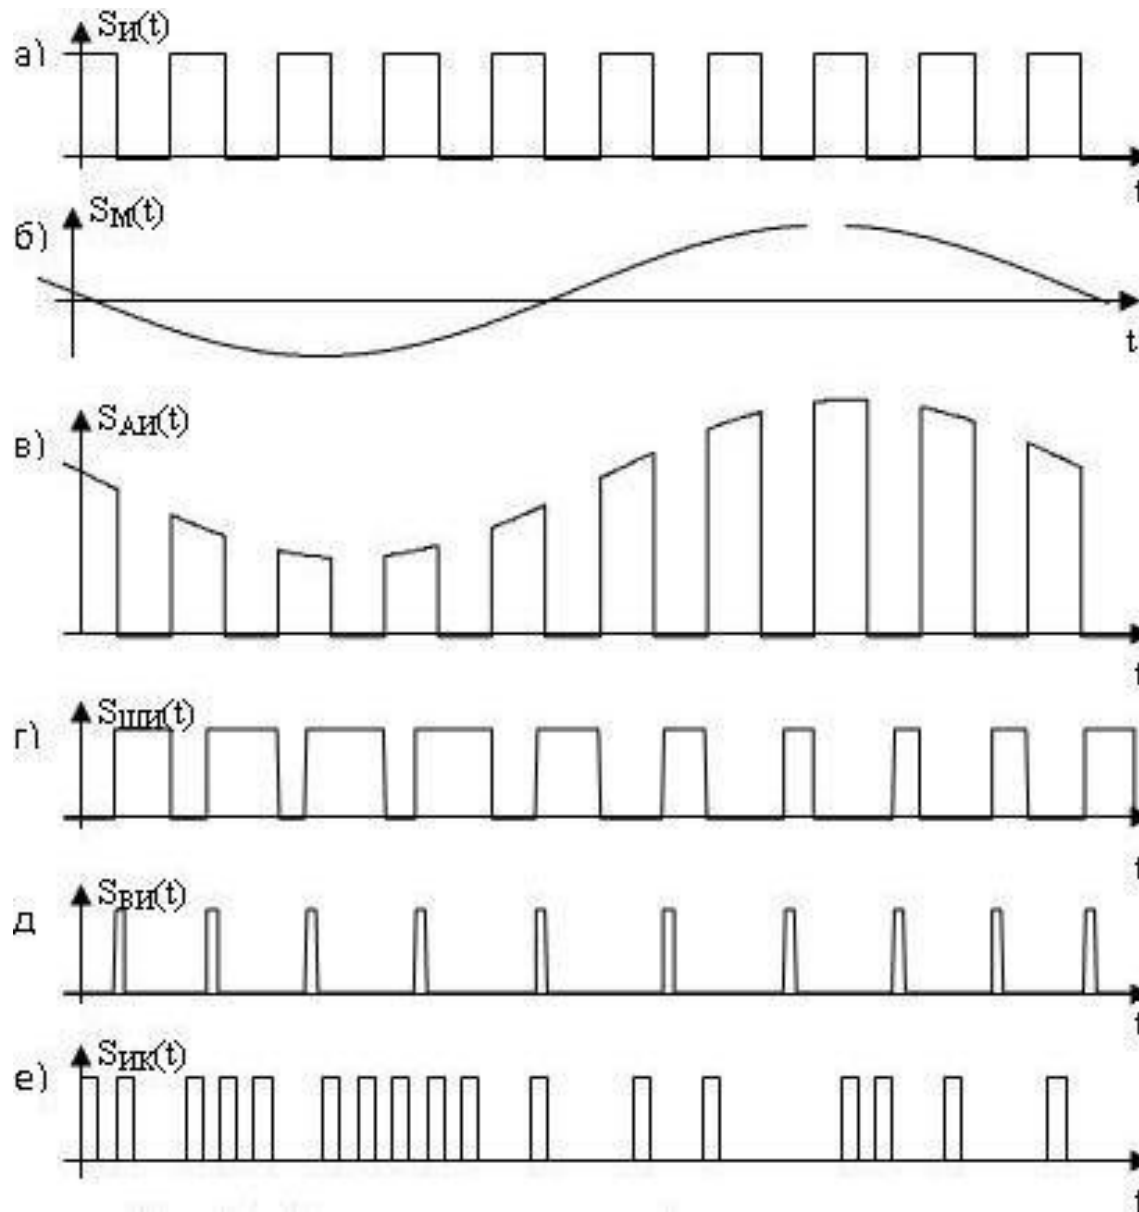 а) Sи(t)
t
б) Sм(t)
t
в) Sаи(t)
t
г) Sши(t)
t
д Sви(t)
t
е) Sик(t)
t